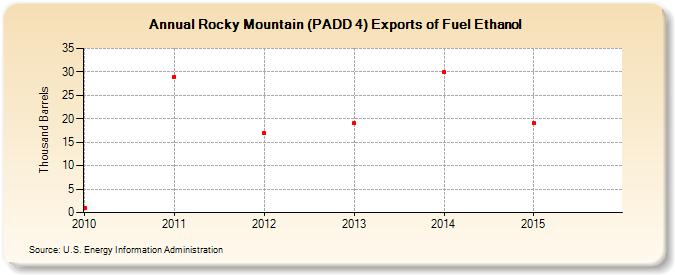 Annual Rocky Mountain (PADD 4) Exports of Fuel Ethanol
Thousand Barrels
35
30
25
20
15
10
5
0
2010 2011 2012 2013 2014 2015
Source: U.S. Energy Information Administration